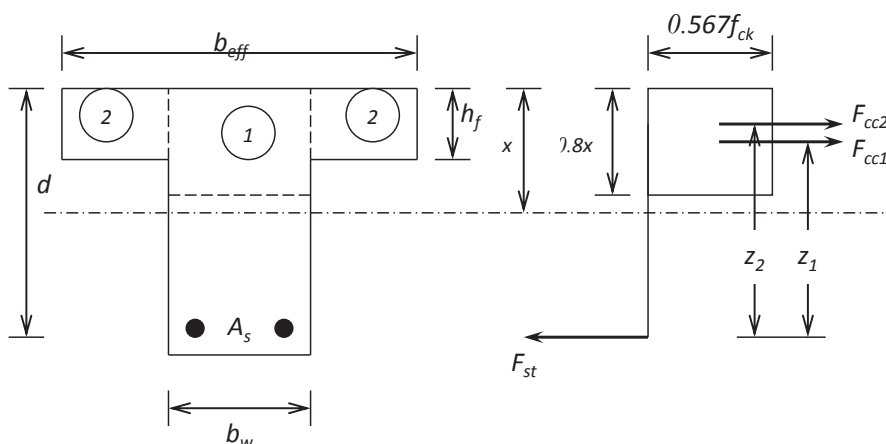 0.567f_ck
b_eff
2
1
2
h_f
x
0.8x
F_cc2
F_cc1
d
z_2
z_1
A_s
F_st
b_w